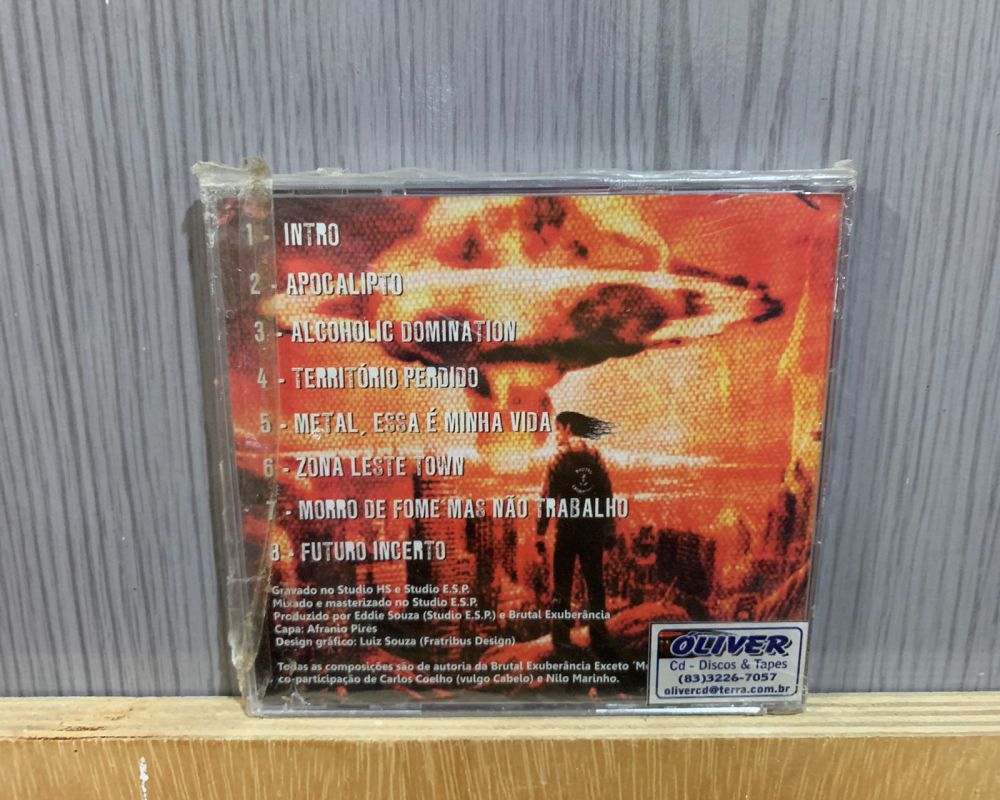 1 - INTRO
2 - APOCALIPTO
3 - ALCOHOLIC DOMINATION
4 - TERRITÓRIO PERDIDO
5 - METAL, ESSA É MINHA VIDA
6 - ZONA LESTE TOWN
7 - MORRO DE FOME MAS NÃO TRABALHO
8 - FUTURO INCERTO
Gravado no Studio HS e Studio E.S.P.
Mixado e masterizado no Studio E.S.P.
Produzido por Eddie Souza (Studio E.S.P.) e Brutal Exuberância
Capa: Afranio Pires
Design gráfico: Luiz Souza (Fratribus Design)
Todas as composições são de autoria da Brutal Exuberância Exceto
co-participação de Carlos Coelho (vulgo Cabelo) e Nilo Marinho.
ÓLIVER
Cd - Discos & Tapes
(83)3226-7057
olivercd@terra.com.br